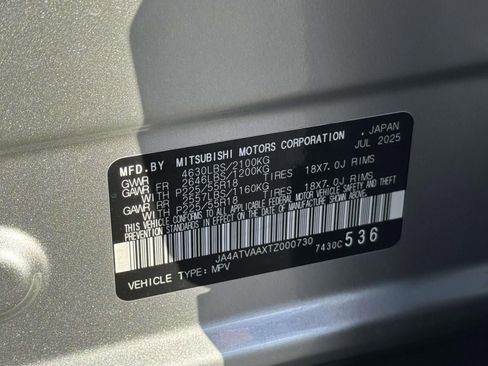 MFD.BY MITSUBISHI MOTORS CORPORATION , JAPAN
JUL 2025
GVWR 4630LBS/2100KG
GAWR FR 2646LBS/1200KG
WITH P225/55R18 TIRES 18X7.0J RIMS
GAWR RR 2557LBS/1160KG
WITH P225/55R18 TIRES 18X7.0J RIMS
THIS VEHICLE CONFORMS TO ALL APPLICABLE FEDERAL MOTOR VEHICLE SAFETY AND THEFT
PREVENTION STANDARDS IN EFFECT ON THE DATE OF MANUFACTURE SHOWN ABOVE.
JA4ATVAAXTZ000730 7430C 536
VEHICLE TYPE: MPV